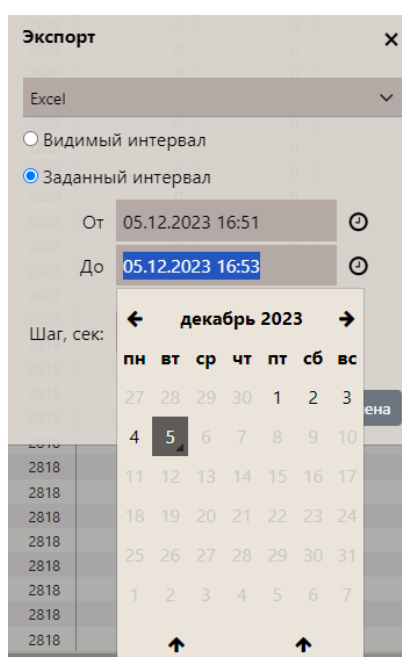 Экспорт
Excel
Видимый интервал
Заданный интервал
От 05.12.2023 16:51
До 05.12.2023 16:53
декабрь 2023
Шаг, сек:
пн вт ср чт пт сб вс
27 28 29 30 1 2 3
ена
4 5 6 7 8 9 10
2818
2818 11 12 13 14 15 16 17
2818 18 19 20 21 22 23 24
2818
2818 25 26 27 28 29 30 31
2818 1 2 3 4 5 6 7
2818
2818